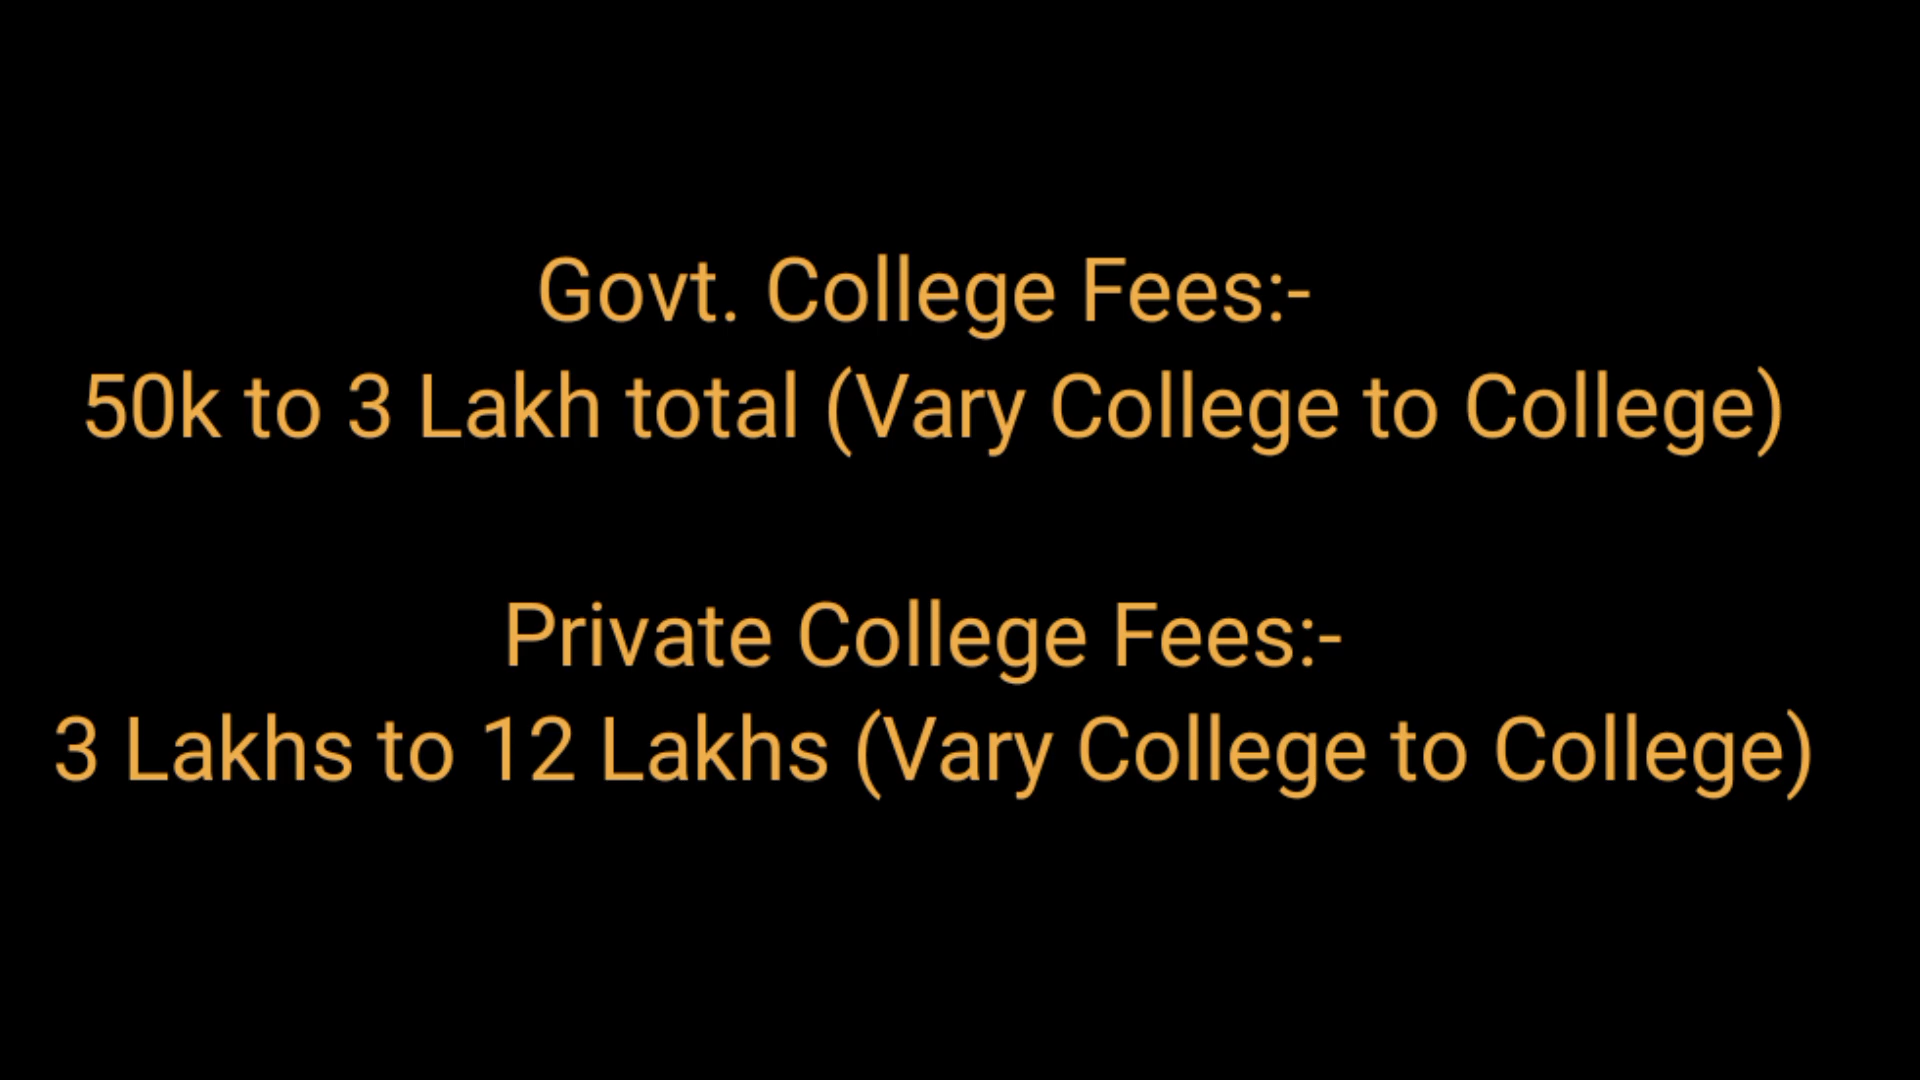 Govt. College Fees:-
50k to 3 Lakh total (Vary College to College)
Private College Fees:-
3 Lakhs to 12 Lakhs (Vary College to College)